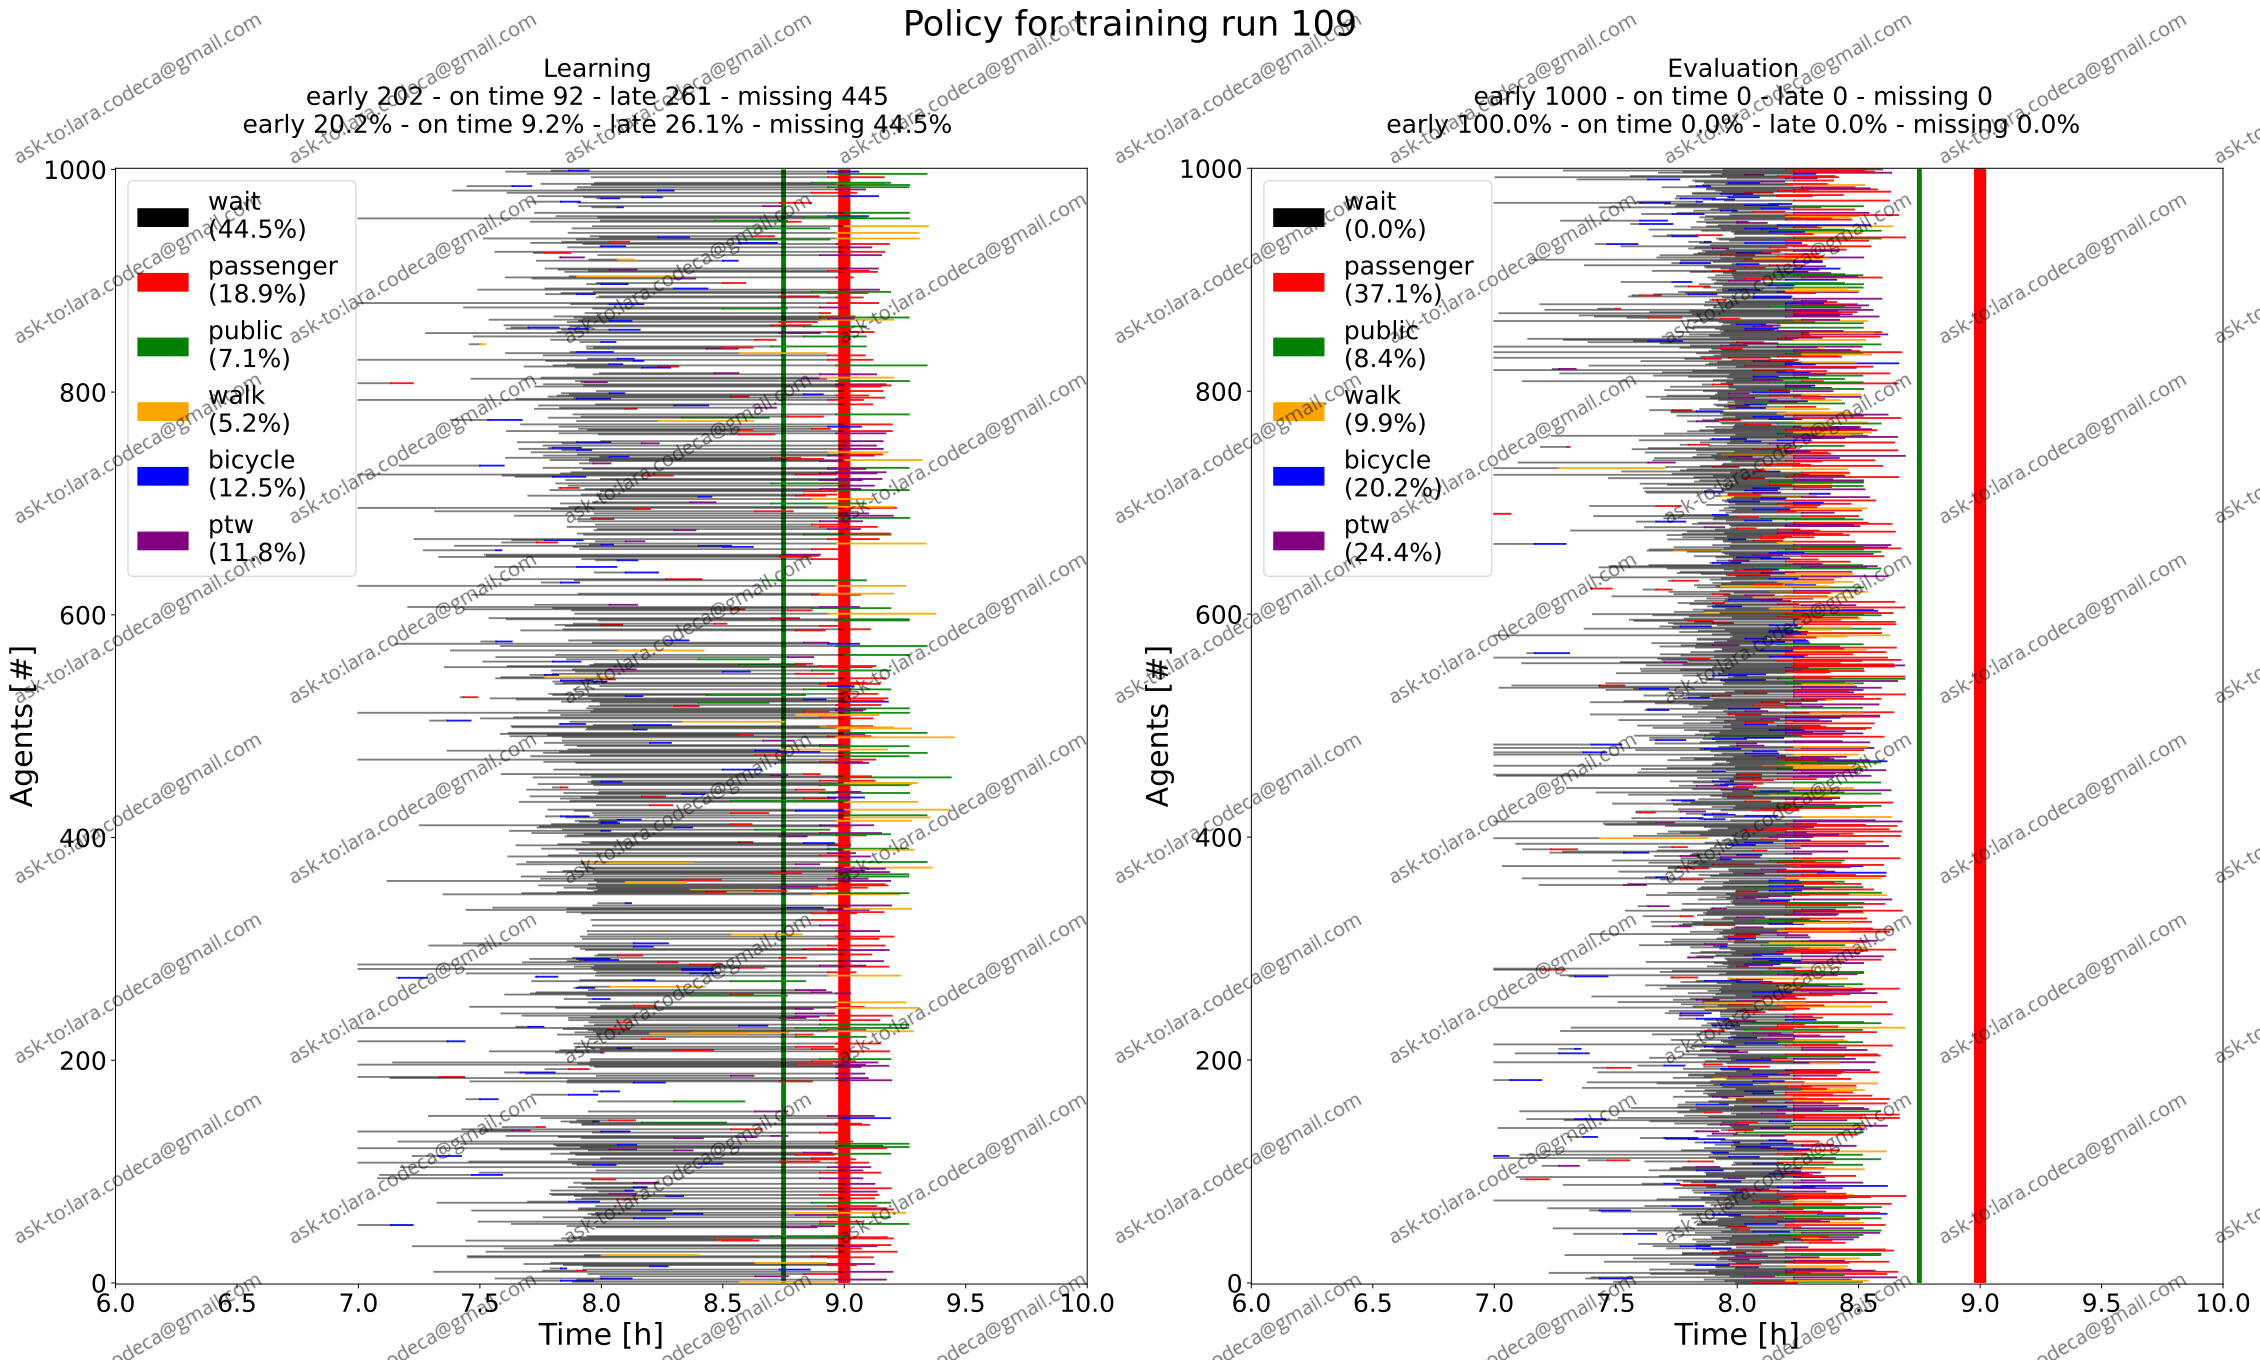 Policy for training run 109
Learning
early 202 - on time 92 - late 261 - missing 445
early 20.2% - on time 9.2% - late 26.1% - missing 44.5%
1000
800
600
400
200
0
Agents [#]
wait
(44.5%)
passenger
(18.9%)
public
(7.1%)
walk
(5.2%)
bicycle
(12.5%)
ptw
(11.8%)
6.0 6.5 7.0 7.5 8.0 8.5 9.0 9.5 10.0
Time [h]
Evaluation
early 1000 - on time 0 - late 0 - missing 0
early 100.0% - on time 0.0% - late 0.0% - missing 0.0%
1000
800
600
400
200
0
Agents [#]
wait
(0.0%)
passenger
(37.1%)
public
(8.4%)
walk
(9.9%)
bicycle
(20.2%)
ptw
(24.4%)
6.0 6.5 7.0 7.5 8.0 8.5 9.0 9.5 10.0
Time [h]
ask-to:lara.codeca@gmail.com